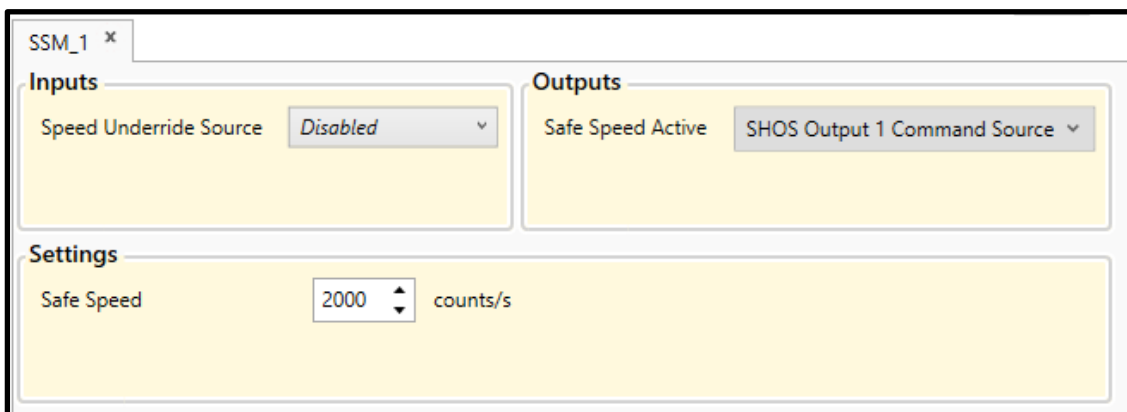 SSM_1 x
Inputs
Speed Underride Source Disabled
Outputs
Safe Speed Active SHOS Output 1 Command Source
Settings
Safe Speed 2000 counts/s